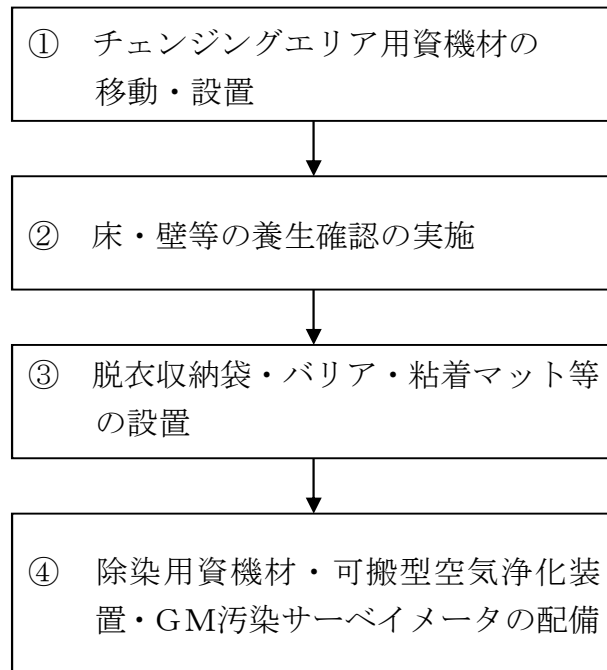 ① チェンジングエリア用資機材の
移動・設置
② 床・壁等の養生確認の実施
③ 脱衣収納袋・バリア・粘着マット等
の設置
④ 除染用資機材・可搬型空気浄化装
置・GM汚染サーベイメータの配備